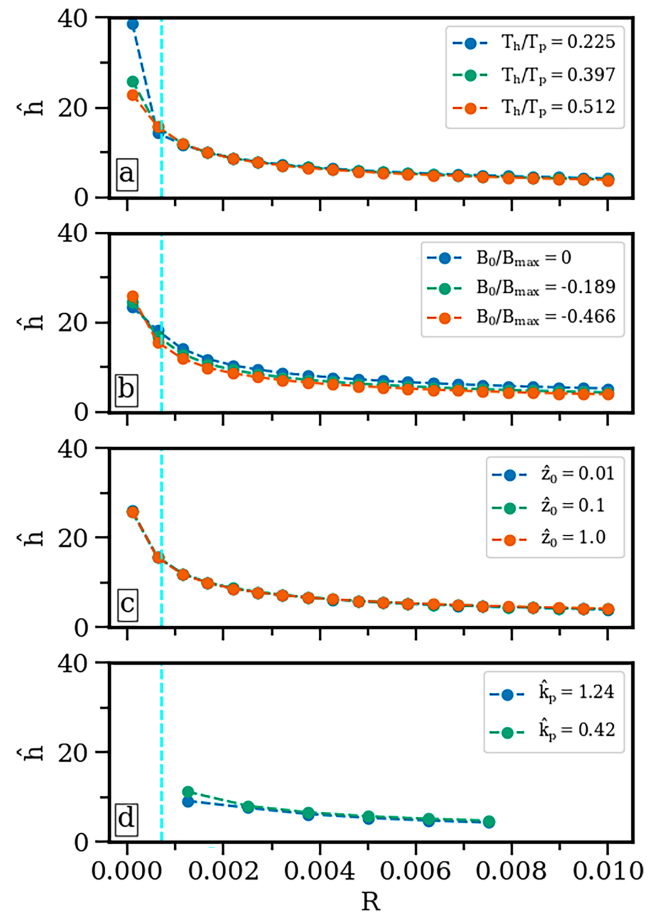 40
20
0
ĥ
a
T_h/T_p = 0.225
T_h/T_p = 0.397
T_h/T_p = 0.512
40
20
0
ĥ
b
B_0/B_max = 0
B_0/B_max = -0.189
B_0/B_max = -0.466
40
20
0
ĥ
c
ẑ_0 = 0.01
ẑ_0 = 0.1
ẑ_0 = 1.0
40
20
0
ĥ
d
k̂_p = 1.24
k̂_p = 0.42
0.000 0.002 0.004 0.006 0.008 0.010
R